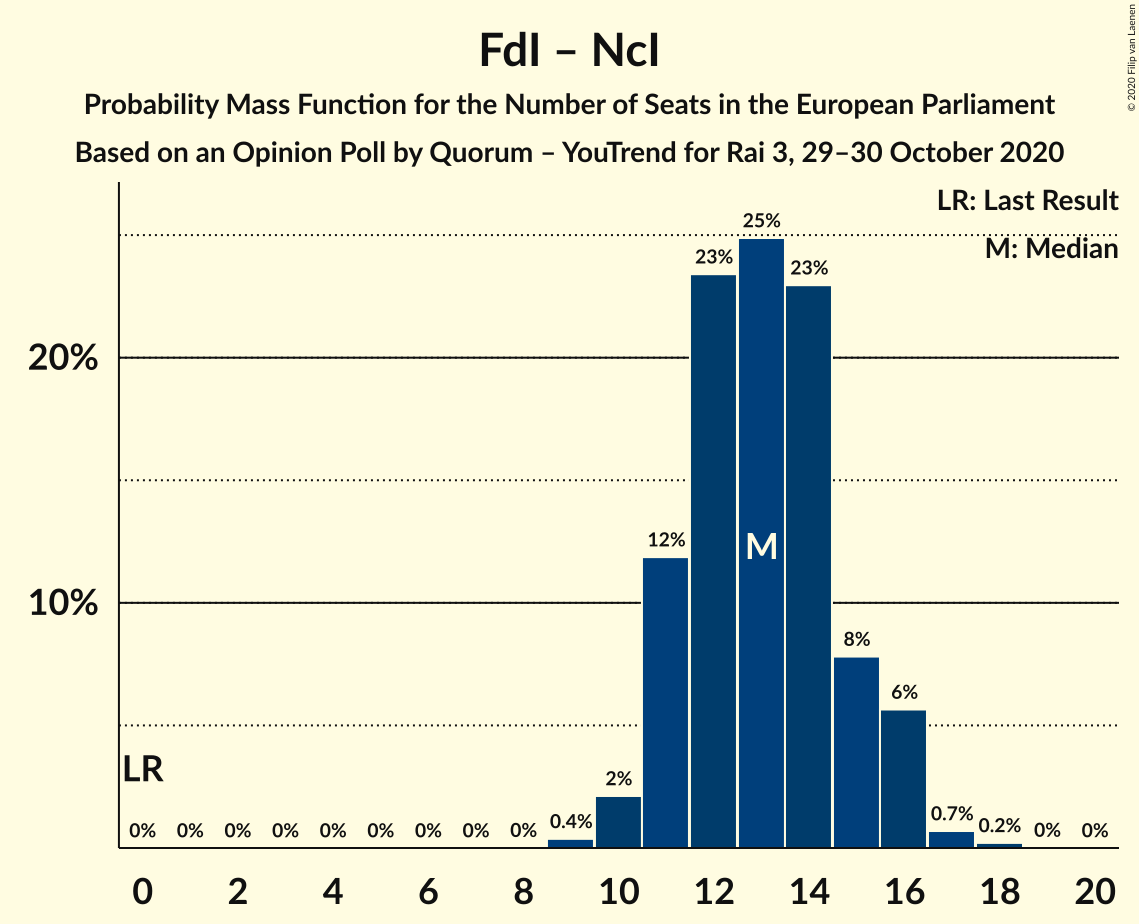 FdI – NcI
Probability Mass Function for the Number of Seats in the European Parliament
Based on an Opinion Poll by Quorum – YouTrend for Rai 3, 29–30 October 2020
© 2020 Filip van Laenen
LR: Last Result
M: Median
25%
23%
23%
20%
12%
M
10%
8%
6%
LR
2%
0% 0% 0% 0% 0% 0% 0% 0% 0% 0.4% 0.7% 0.2% 0% 0%
0 2 4 6 8 10 12 14 16 18 20